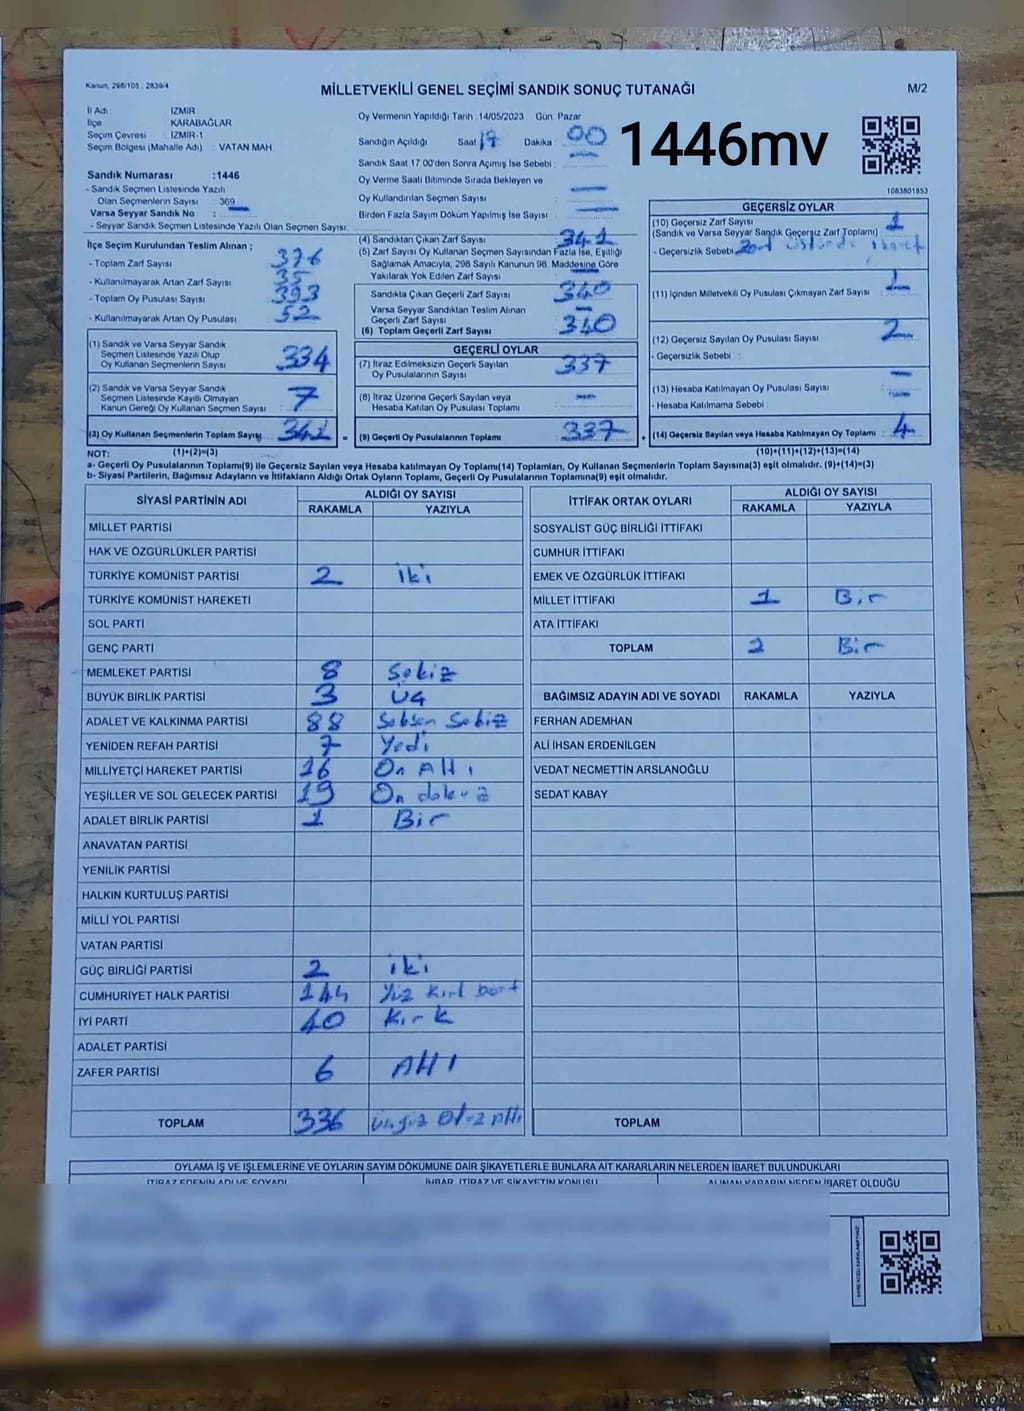 Kanun, 298/105 , 2839/4
MİLLETVEKİLİ GENEL SEÇİMİ SANDIK SONUÇ TUTANAĞI
M/2
İl Adı İZMİR
İlçe KARABAĞLAR
Seçim Çevresi İZMİR-1
Seçim Bölgesi (Mahalle Adı) : VATAN MAH
Sandık Numarası :1446
- Sandık Seçmen Listesinde Yazılı
Olan Seçmenlerin Sayısı : 369
Varsa Seyyar Sandık No :
- Seyyar Sandık Seçmen Listesinde Yazılı Olan Seçmen Sayısı:
Oy Vermenin Yapıldığı Tarih :14/05/2023 Gün. Pazar
Sandığın Açıldığı Saat 17 Dakika : 00
Sandık Saat 17 00'den Sonra Açımış İse Sebebi : —
Oy Verme Saati Bitiminde Sırada Bekleyen ve
Oy Kullandırılan Seçmen Sayısı : —
Birden Fazla Sayım Döküm Yapılmış İse Sayısı : —
1446mv
1083801853
İlçe Seçim Kurulundan Teslim Alınan ;
- Toplam Zarf Sayısı : 376
- Kullanılmayarak Artan Zarf Sayısı : 35
- Toplam Oy Pusulası Sayısı : 393
- Kullanılmayarak Artan Oy Pusulası : 52
(1) Sandık ve Varsa Seyyar Sandık
Seçmen Listesinde Yazılı Olup
Oy Kullanan Seçmenlerin Sayısı : 334
(2) Sandık ve Varsa Seyyar Sandık
Seçmen Listesinde Kayıtlı Olmayan
Kanun Gereği Oy Kullanan Seçmen Sayısı : 7
(3) Oy Kullanan Seçmenlerin Toplam Sayısı 341
(4) Sandıktan Çıkan Zarf Sayısı : 341
(5) Zarf Sayısı Oy Kullanan Seçmen Sayısından Fazla İse, Eşitliği
Sağlamak Amacıyla, 298 Sayılı Kanunun 98. Maddesine Göre
Yakılarak Yok Edilen Zarf Sayısı : —
Sandıkta Çıkan Geçerli Zarf Sayısı : 340
Varsa Seyyar Sandıktan Teslim Alınan
Geçerli Zarf Sayısı : —
(6) Toplam Geçerli Zarf Sayısı : 340
GEÇERLİ OYLAR
(7) İtiraz Edilmeksizin Geçerli Sayılan
Oy Pusulalarının Sayısı : 337
(8) İtiraz Üzerine Geçerli Sayılan veya
Hesaba Katılan Oy Pusulası Toplamı : —
= (9) Geçerli Oy Pusulalarının Toplamı : 337
GEÇERSİZ OYLAR
(10) Geçersiz Zarf Sayısı : 1
(Sandık ve Varsa Seyyar Sandık Geçersiz Zarf Toplamı)
- Geçersizlik Sebebi :
(11) İçinden Milletvekili Oy Pusulası Çıkmayan Zarf Sayısı : 1
(12) Geçersiz Sayılan Oy Pusulası Sayısı : 2
- Geçersizlik Sebebi :
(13) Hesaba Katılmayan Oy Pusulası Sayısı : —
- Hesaba Katılmama Sebebi : —
+ (14) Geçersiz Sayılan veya Hesaba Katılmayan Oy Toplamı : 4
NOT: (1)+(2)=(3) (10)+(11)+(12)+(13)=(14)
a- Geçerli Oy Pusulalarının Toplamı(9) ile Geçersiz Sayılan veya Hesaba katılmayan Oy Toplamı(14) Toplamları, Oy Kullanan Seçmenlerin Toplam Sayısına(3) eşit olmalıdır. (9)+(14)=(3)
b- Siyasi Partilerin, Bağımsız Adayların ve İttifakların Aldığı Ortak Oyların Toplamı, Geçerli Oy Pusulalarının Toplamına(9) eşit olmalıdır.
SİYASİ PARTİNİN ADI ALDIĞI OY SAYISI
RAKAMLA YAZIYLA
MİLLET PARTİSİ
HAK VE ÖZGÜRLÜKLER PARTİSİ
TÜRKİYE KOMÜNİST PARTİSİ 2 iki
TÜRKİYE KOMÜNİST HAREKETİ
SOL PARTİ
GENÇ PARTİ
MEMLEKET PARTİSİ 8 Sekiz
BÜYÜK BİRLİK PARTİSİ 3 Üç
ADALET VE KALKINMA PARTİSİ 88 Seksen Sekiz
YENİDEN REFAH PARTİSİ 7 Yedi
MİLLİYETÇİ HAREKET PARTİSİ 16 On Altı
YEŞİLLER VE SOL GELECEK PARTİSİ 19 On dokuz
ADALET BİRLİK PARTİSİ 1 Bir
ANAVATAN PARTİSİ
YENİLİK PARTİSİ
HALKIN KURTULUŞ PARTİSİ
MİLLİ YOL PARTİSİ
VATAN PARTİSİ
GÜÇ BİRLİĞİ PARTİSİ 2 iki
CUMHURİYET HALK PARTİSİ 144 Yüz Kırk Dört
İYİ PARTİ 40 Kırk
ADALET PARTİSİ
ZAFER PARTİSİ 6 Altı
TOPLAM 336 Üçyüz Otuz Altı
İTTİFAK ORTAK OYLARI ALDIĞI OY SAYISI
RAKAMLA YAZIYLA
SOSYALİST GÜÇ BİRLİĞİ İTTİFAKI
CUMHUR İTTİFAKI
EMEK VE ÖZGÜRLÜK İTTİFAKI
MİLLET İTTİFAKI 1 Bir
ATA İTTİFAKI
TOPLAM 1 Bir
BAĞIMSIZ ADAYIN ADI VE SOYADI RAKAMLA YAZIYLA
FERHAN ADEMHAN
ALİ İHSAN ERDENİLGEN
VEDAT NECMETTİN ARSLANOĞLU
SEDAT KABAY
TOPLAM
OYLAMA İŞ VE İŞLEMLERİNE VE OYLARIN SAYIM DÖKÜMÜNE DAİR ŞİKAYETLERLE BUNLARA AİT KARARLARIN NELERDEN İBARET BULUNDUKLARI
İTİRAZ EDENİN ADI VE SOYADI İHBAR, İTİRAZ VE ŞİKAYETİN KONUSU ALINAN KARARIN NEDEN İBARET OLDUĞU